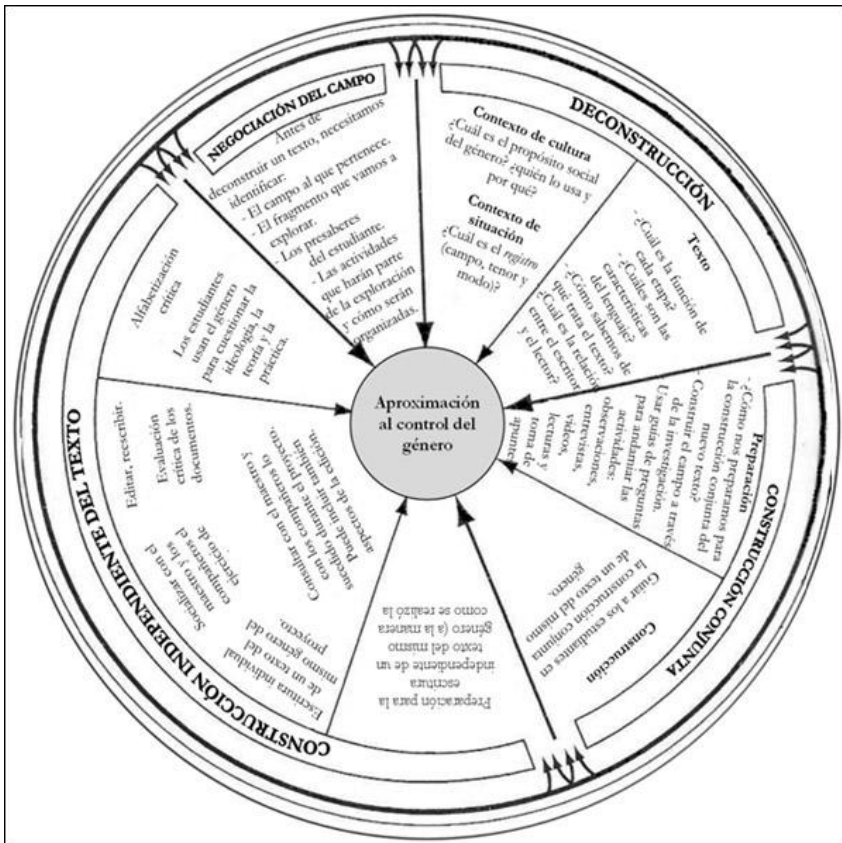 NEGOCIACIÓN DEL CAMPO
Antes de
deconstruir un texto, necesitamos
identificar:
- El campo al que pertenece.
- El fragmento que vamos a
explorar.
- Los presaberes
del estudiante.
- Las actividades
que harán parte
de la exploración
y cómo serán
organizadas.
DECONSTRUCCIÓN
Contexto de cultura
¿Cuál es el propósito social
del género? ¿quién lo usa y
por qué?
Contexto de
situación
¿Cuál es el registro
(campo, tenor y
modo)?
Texto
- ¿Cuál es la función de
cada etapa?
- ¿Cuáles son las
características
del lenguaje?
- ¿Cómo sabemos de
qué trata el texto?
¿Cuál es la relación
entre el escritor
y el lector?
CONSTRUCCIÓN CONJUNTA
Preparación
- ¿Cómo nos preparamos para
la construcción conjunta del
nuevo texto?
- Construir el campo a través
de la investigación.
Usar guías de preguntas
para andamiar las
actividades:
observaciones,
entrevistas,
videos,
lecturas y
toma de
Construcción
Guiar a los estudiantes en
la construcción conjunta
de un texto del mismo
género.
CONSTRUCCIÓN INDEPENDIENTE DEL TEXTO
Preparación para la
escritura
independiente de un
texto del mismo
género (a la manera
como se realizó la
Escritura individual
de un texto del
mismo género del
proyecto.
Consultar con el maestro y
con los compañeros lo
sucedido durante el proyecto.
Puede incluir también
aspectos de la edición.
Socializar con el
maestro y los
compañeros el
ejercicio de
Evaluación
crítica de los
documentos.
Editar, reescribir.
Alfabetización
crítica
Los estudiantes
usan el género
para cuestionar la
ideología, la
teoría y la
práctica.
Aproximación
al control del
género